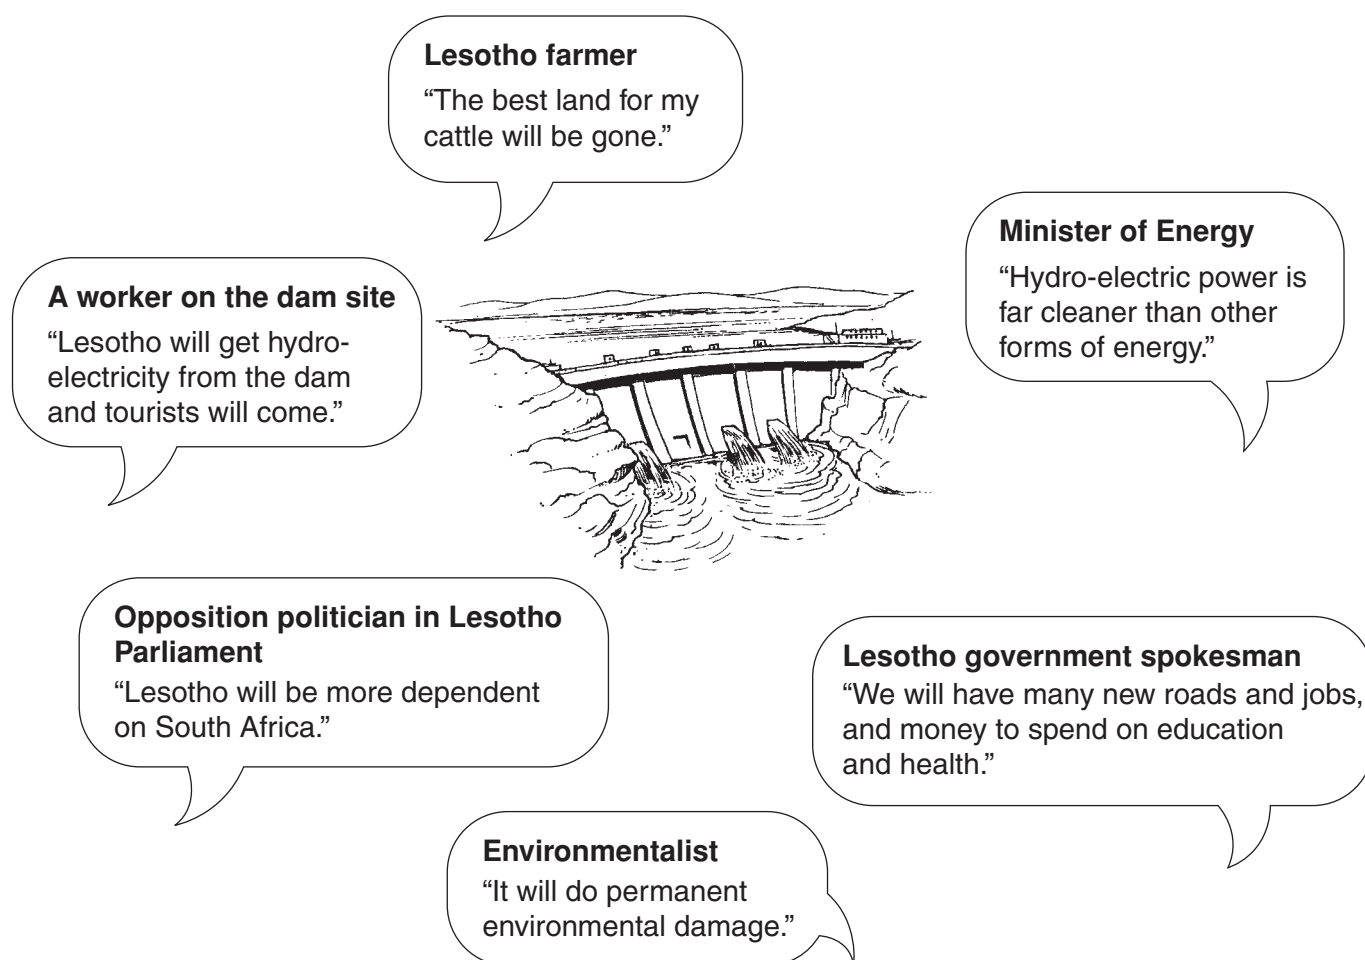 Lesotho farmer
“The best land for my
cattle will be gone.”
Minister of Energy
“Hydro-electric power is
far cleaner than other
forms of energy.”
A worker on the dam site
“Lesotho will get hydro-
electricity from the dam
and tourists will come.”
Opposition politician in Lesotho
Parliament
“Lesotho will be more dependent
on South Africa.”
Lesotho government spokesman
“We will have many new roads and jobs,
and money to spend on education
and health.”
Environmentalist
“It will do permanent
environmental damage.”